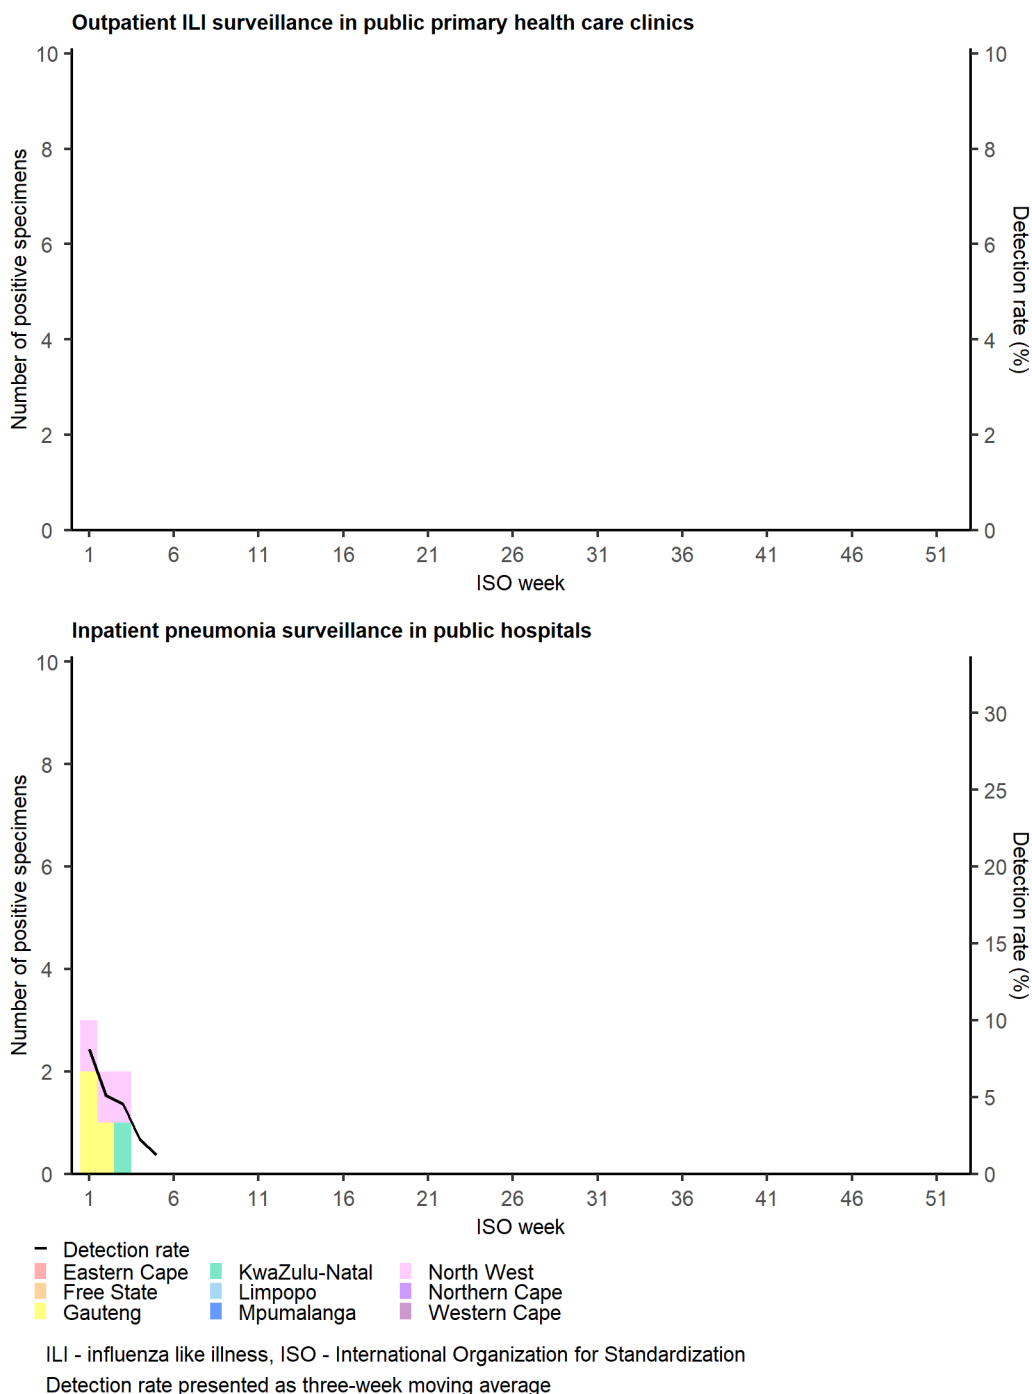 Outpatient ILI surveillance in public primary health care clinics
10 10
8 8
6 6
4 4
2 2
0 0
Number of positive specimens
Detection rate (%)
1 6 11 16 21 26 31 36 41 46 51
ISO week
Inpatient pneumonia surveillance in public hospitals
10
8
6
4
2
0
Number of positive specimens
30
25
20
15
10
5
0
Detection rate (%)
1 6 11 16 21 26 31 36 41 46 51
ISO week
Detection rate
Eastern Cape KwaZulu-Natal North West
Free State Limpopo Northern Cape
Gauteng Mpumalanga Western Cape
ILI - influenza like illness, ISO - International Organization for Standardization
Detection rate presented as three-week moving average